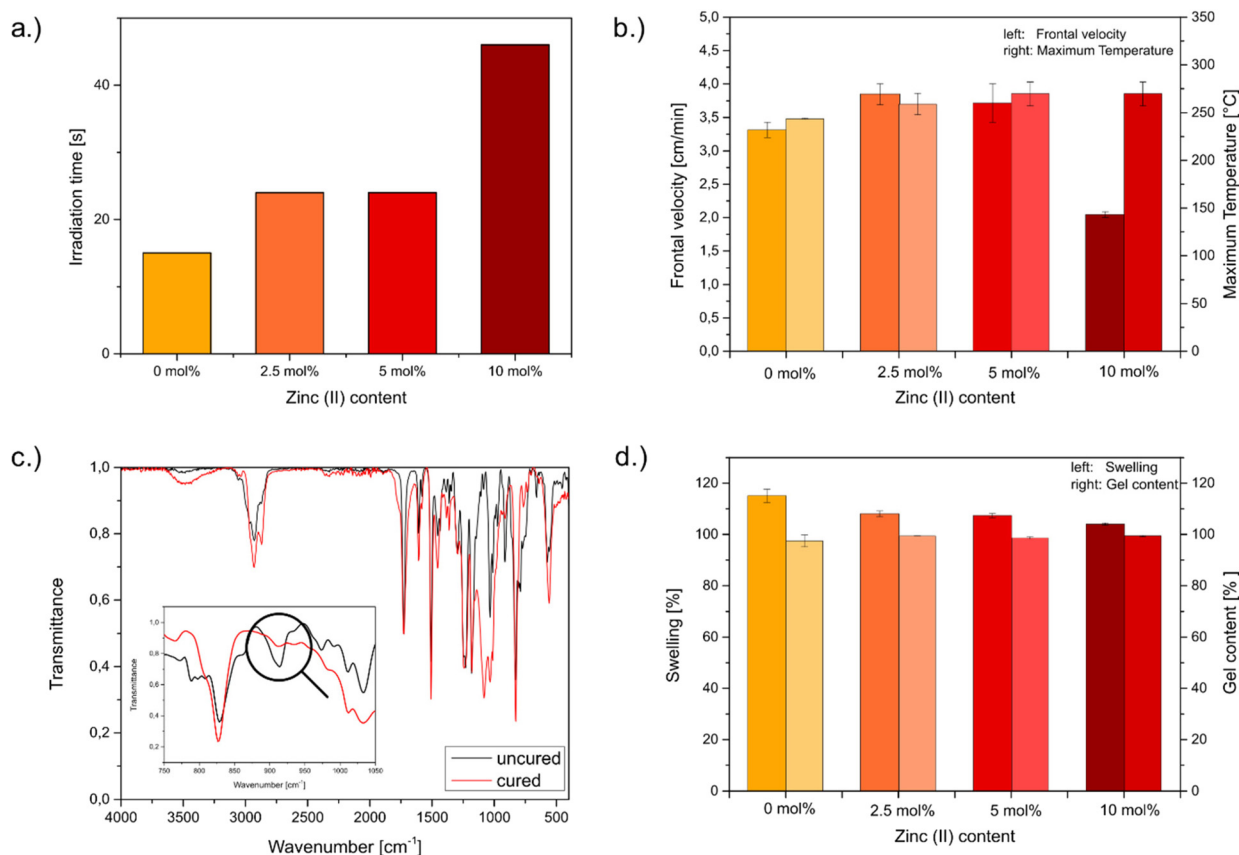 a.)
Irradiation time [s]
40
20
0
0 mol%
2.5 mol%
5 mol%
10 mol%
Zinc (II) content
b.)
left: Frontal velocity
right: Maximum Temperature
Frontal velocity [cm/min]
5,0
4,5
4,0
3,5
3,0
2,5
2,0
1,5
1,0
0,5
0,0
Maximum Temperature [°C]
350
300
250
200
150
100
50
0
0 mol%
2.5 mol%
5 mol%
10 mol%
Zinc (II) content
c.)
Transmittance
1,0
0,8
0,6
0,4
0,2
0,0
4000
3500
3000
2500
2000
1500
1000
500
Wavenumber [cm⁻¹]
Transmittance
1,0
0,8
0,6
0,4
0,2
750
800
850
900
950
1000
1050
Wavenumber [cm⁻¹]
uncured
cured
d.)
left: Swelling
right: Gel content
Swelling [%]
120
100
80
60
40
20
0
Gel content [%
120
100
80
60
40
20
0
0 mol%
2.5 mol%
5 mol%
10 mol%
Zinc (II) content